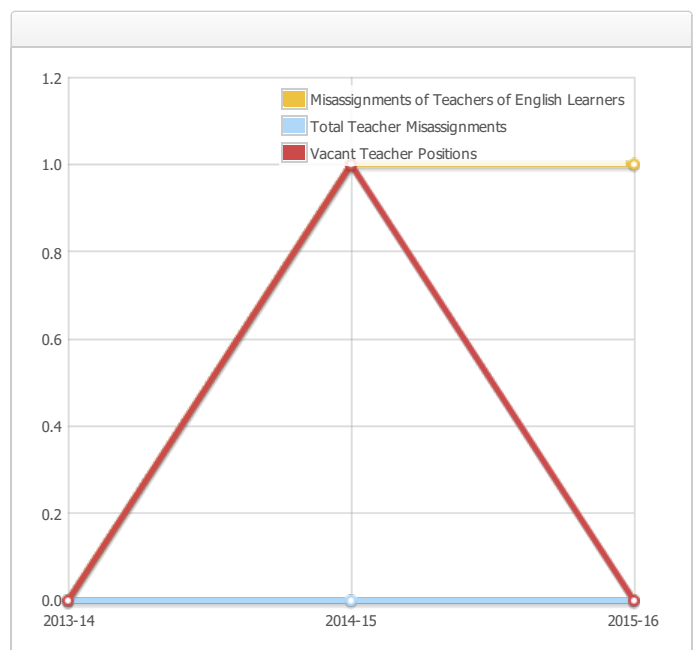 1.2
Misassignments of Teachers of English Learners
Total Teacher Misassignments
1.0
Vacant Teacher Positions
0.8
0.6
0.4
0.2
0.0
2013-14 2014-15 2015-16